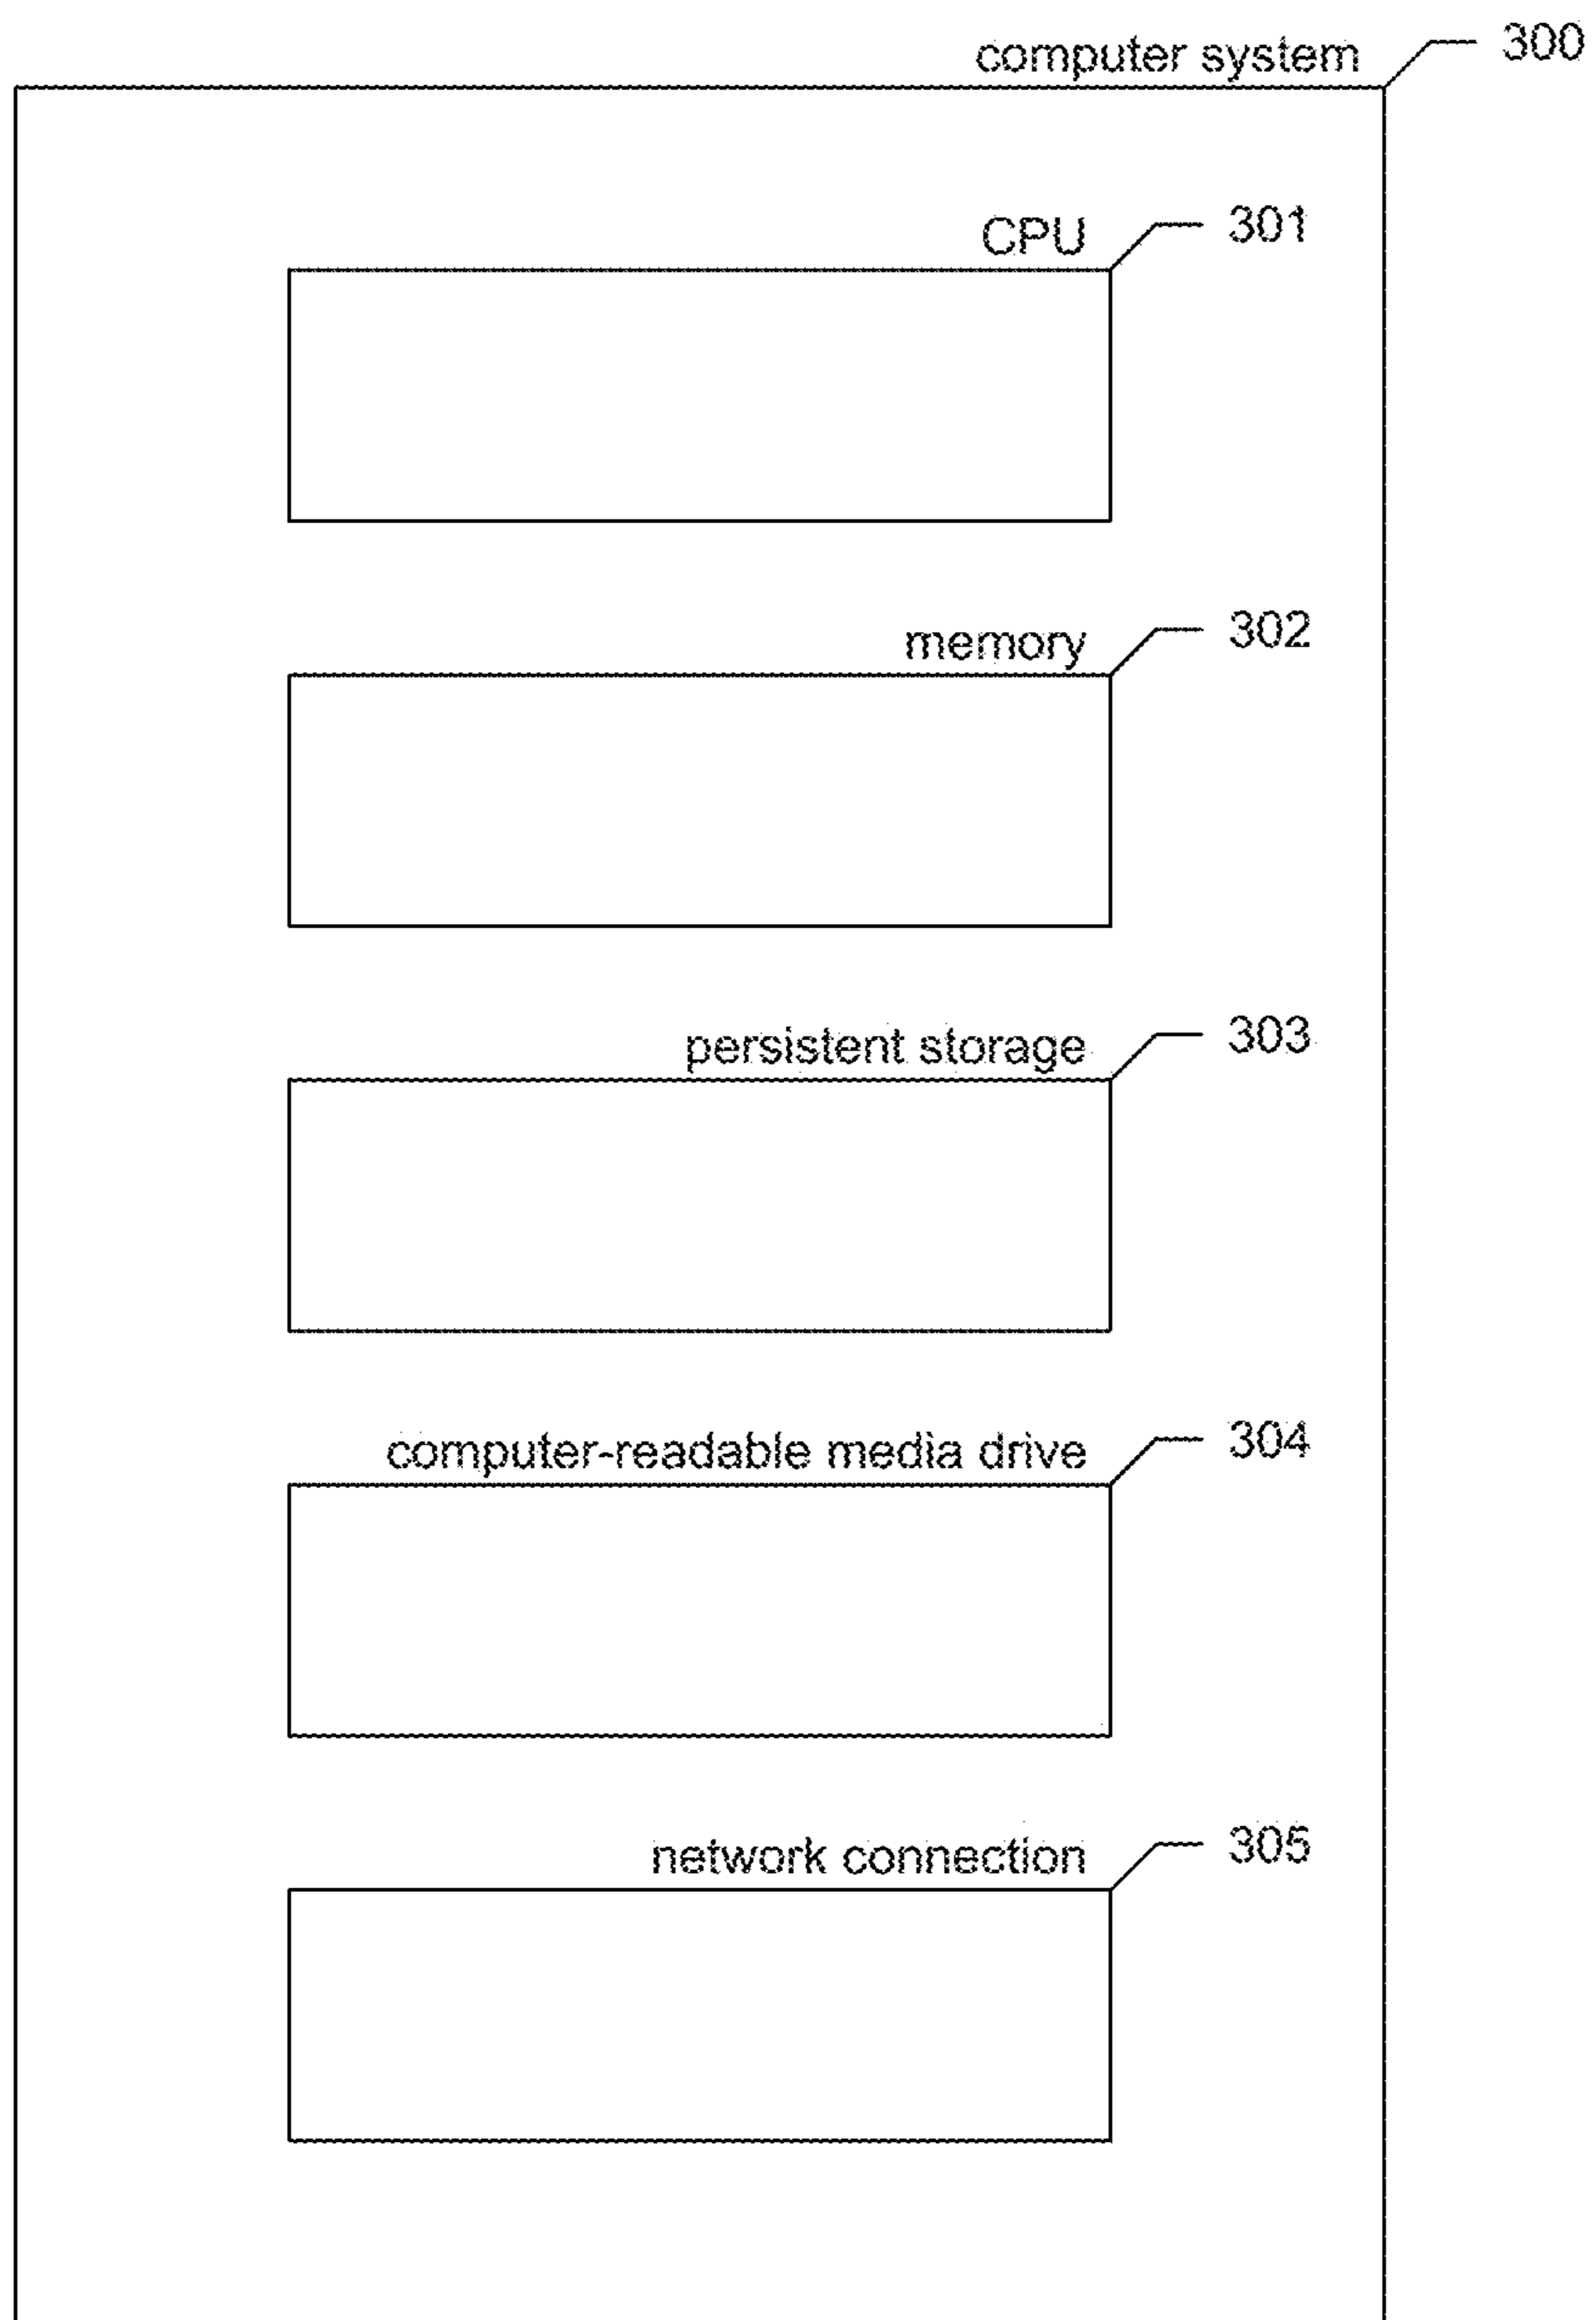 computer system 300
CPU 301
memory 302
persistent storage 303
computer-readable media drive 304
network connection 305